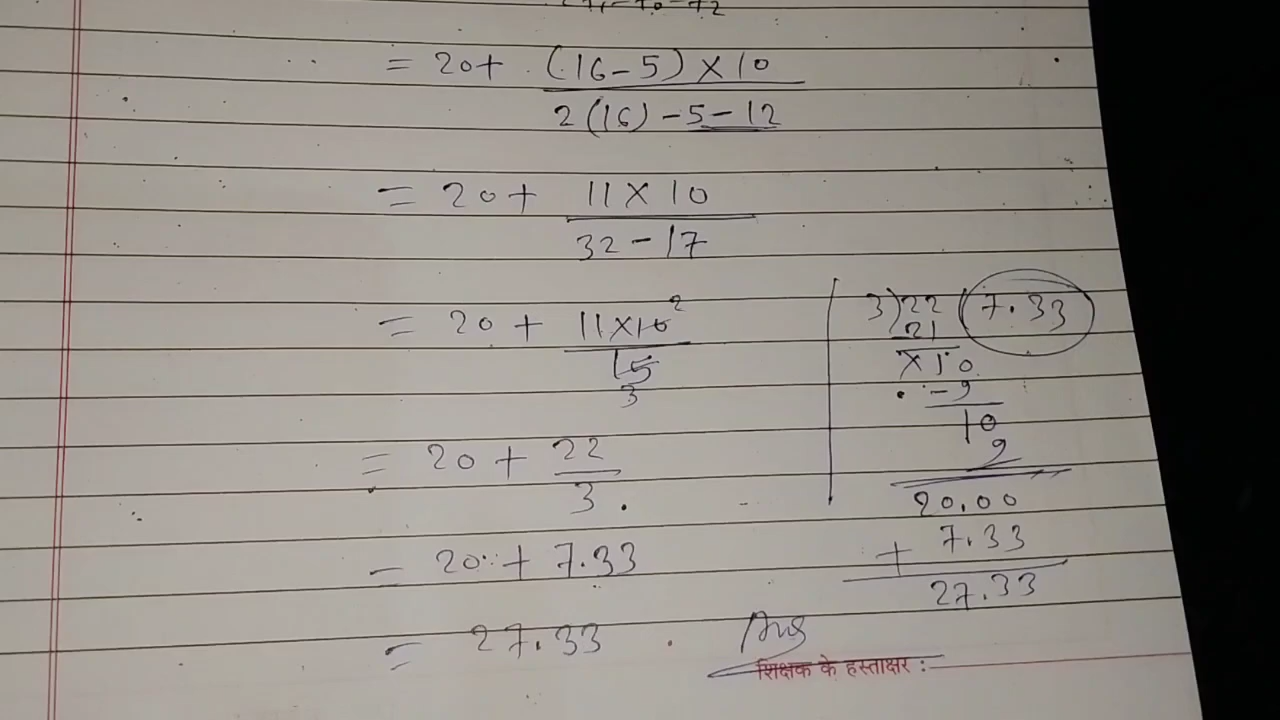 = 20 + (16 - 5) × 10
2(16) - 5 - 12
= 20 + 11 × 10
32 - 17
= 20 + 11 × 10 2
15
3
= 20 + 22
3 .
= 20 + 7.33
= 27.33 . Ans
3)22(7.33
21
×10
- 9
10
9
20.00
+ 7.33
27.33
शिक्षक के हस्ताक्षर :